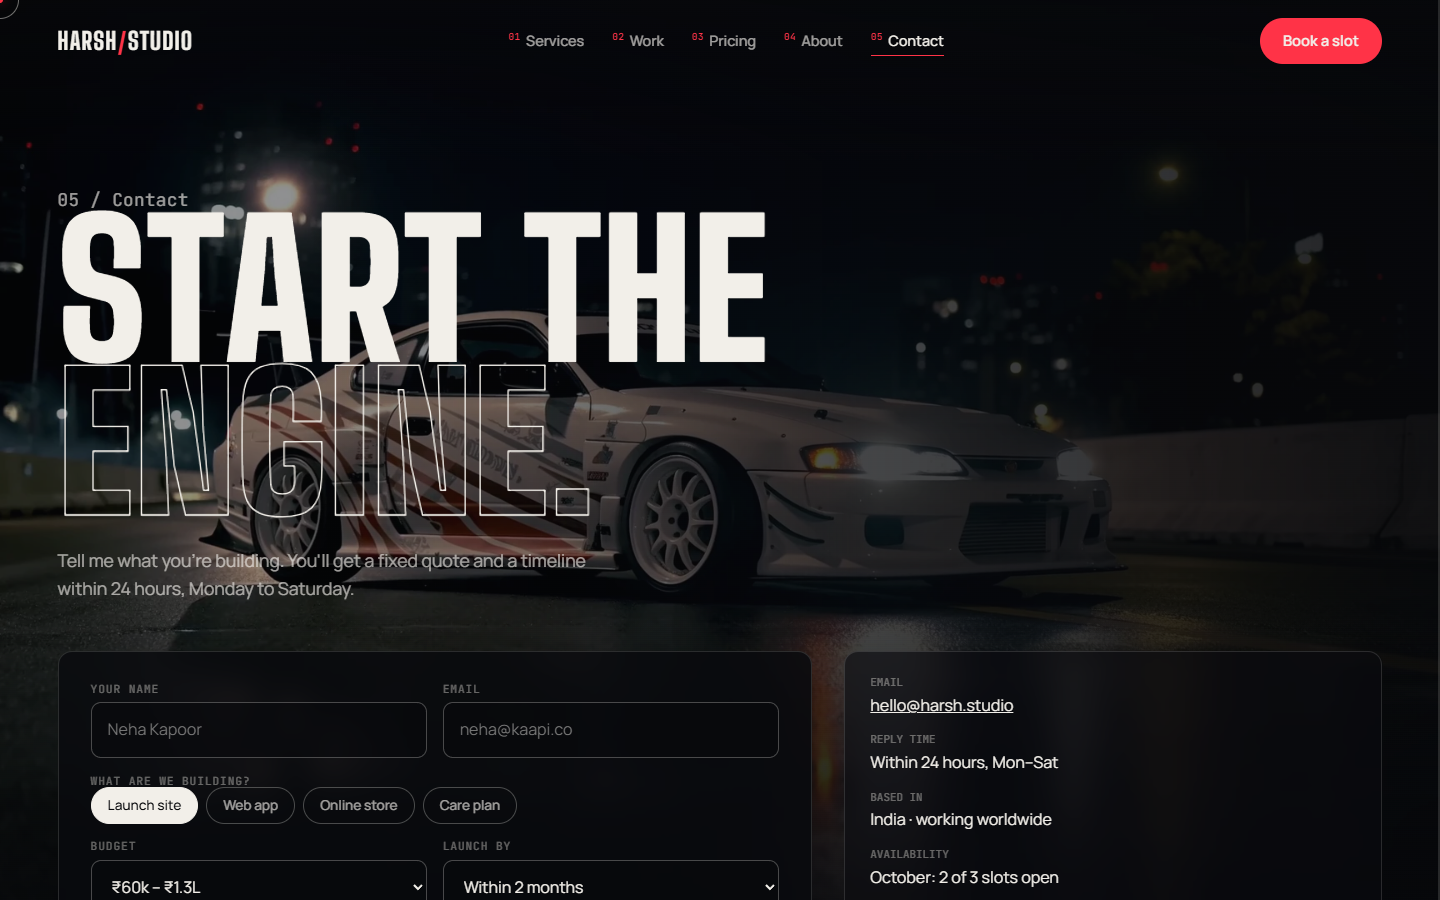 HARSH/STUDIO
01 Services
02 Work
03 Pricing
04 About
05 Contact
Book a slot
05 / Contact
START THE
ENGINE.
Tell me what you're building. You'll get a fixed quote and a timeline
within 24 hours, Monday to Saturday.
YOUR NAME
EMAIL
Neha Kapoor
neha@kaapi.co
WHAT ARE WE BUILDING?
Launch site
Web app
Online store
Care plan
BUDGET
LAUNCH BY
₹60k – ₹1.3L
Within 2 months
EMAIL
hello@harsh.studio
REPLY TIME
Within 24 hours, Mon–Sat
BASED IN
India · working worldwide
AVAILABILITY
October: 2 of 3 slots open